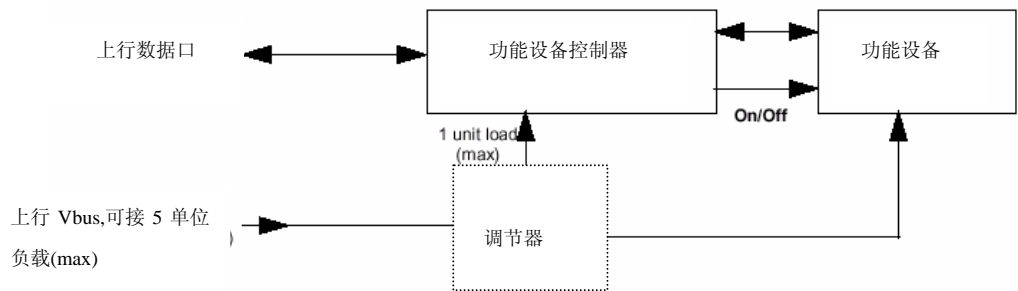 上行数据口
功能设备控制器
功能设备
On/Off
1 unit load
(max)
上行 Vbus,可接 5 单位
负载(max)
)
调节器